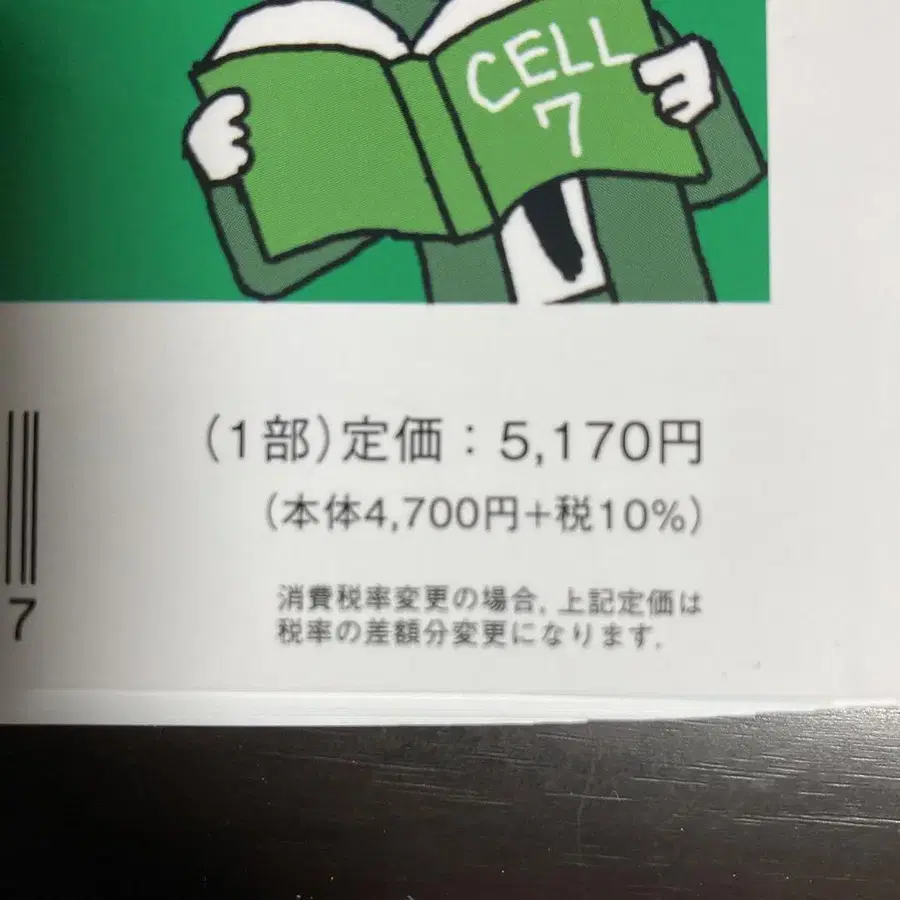 CELL
7
(1部)定価：5,170円
(本体4,700円+税10%)
消費税率変更の場合,上記定価は
税率の差額分変更になります.
7